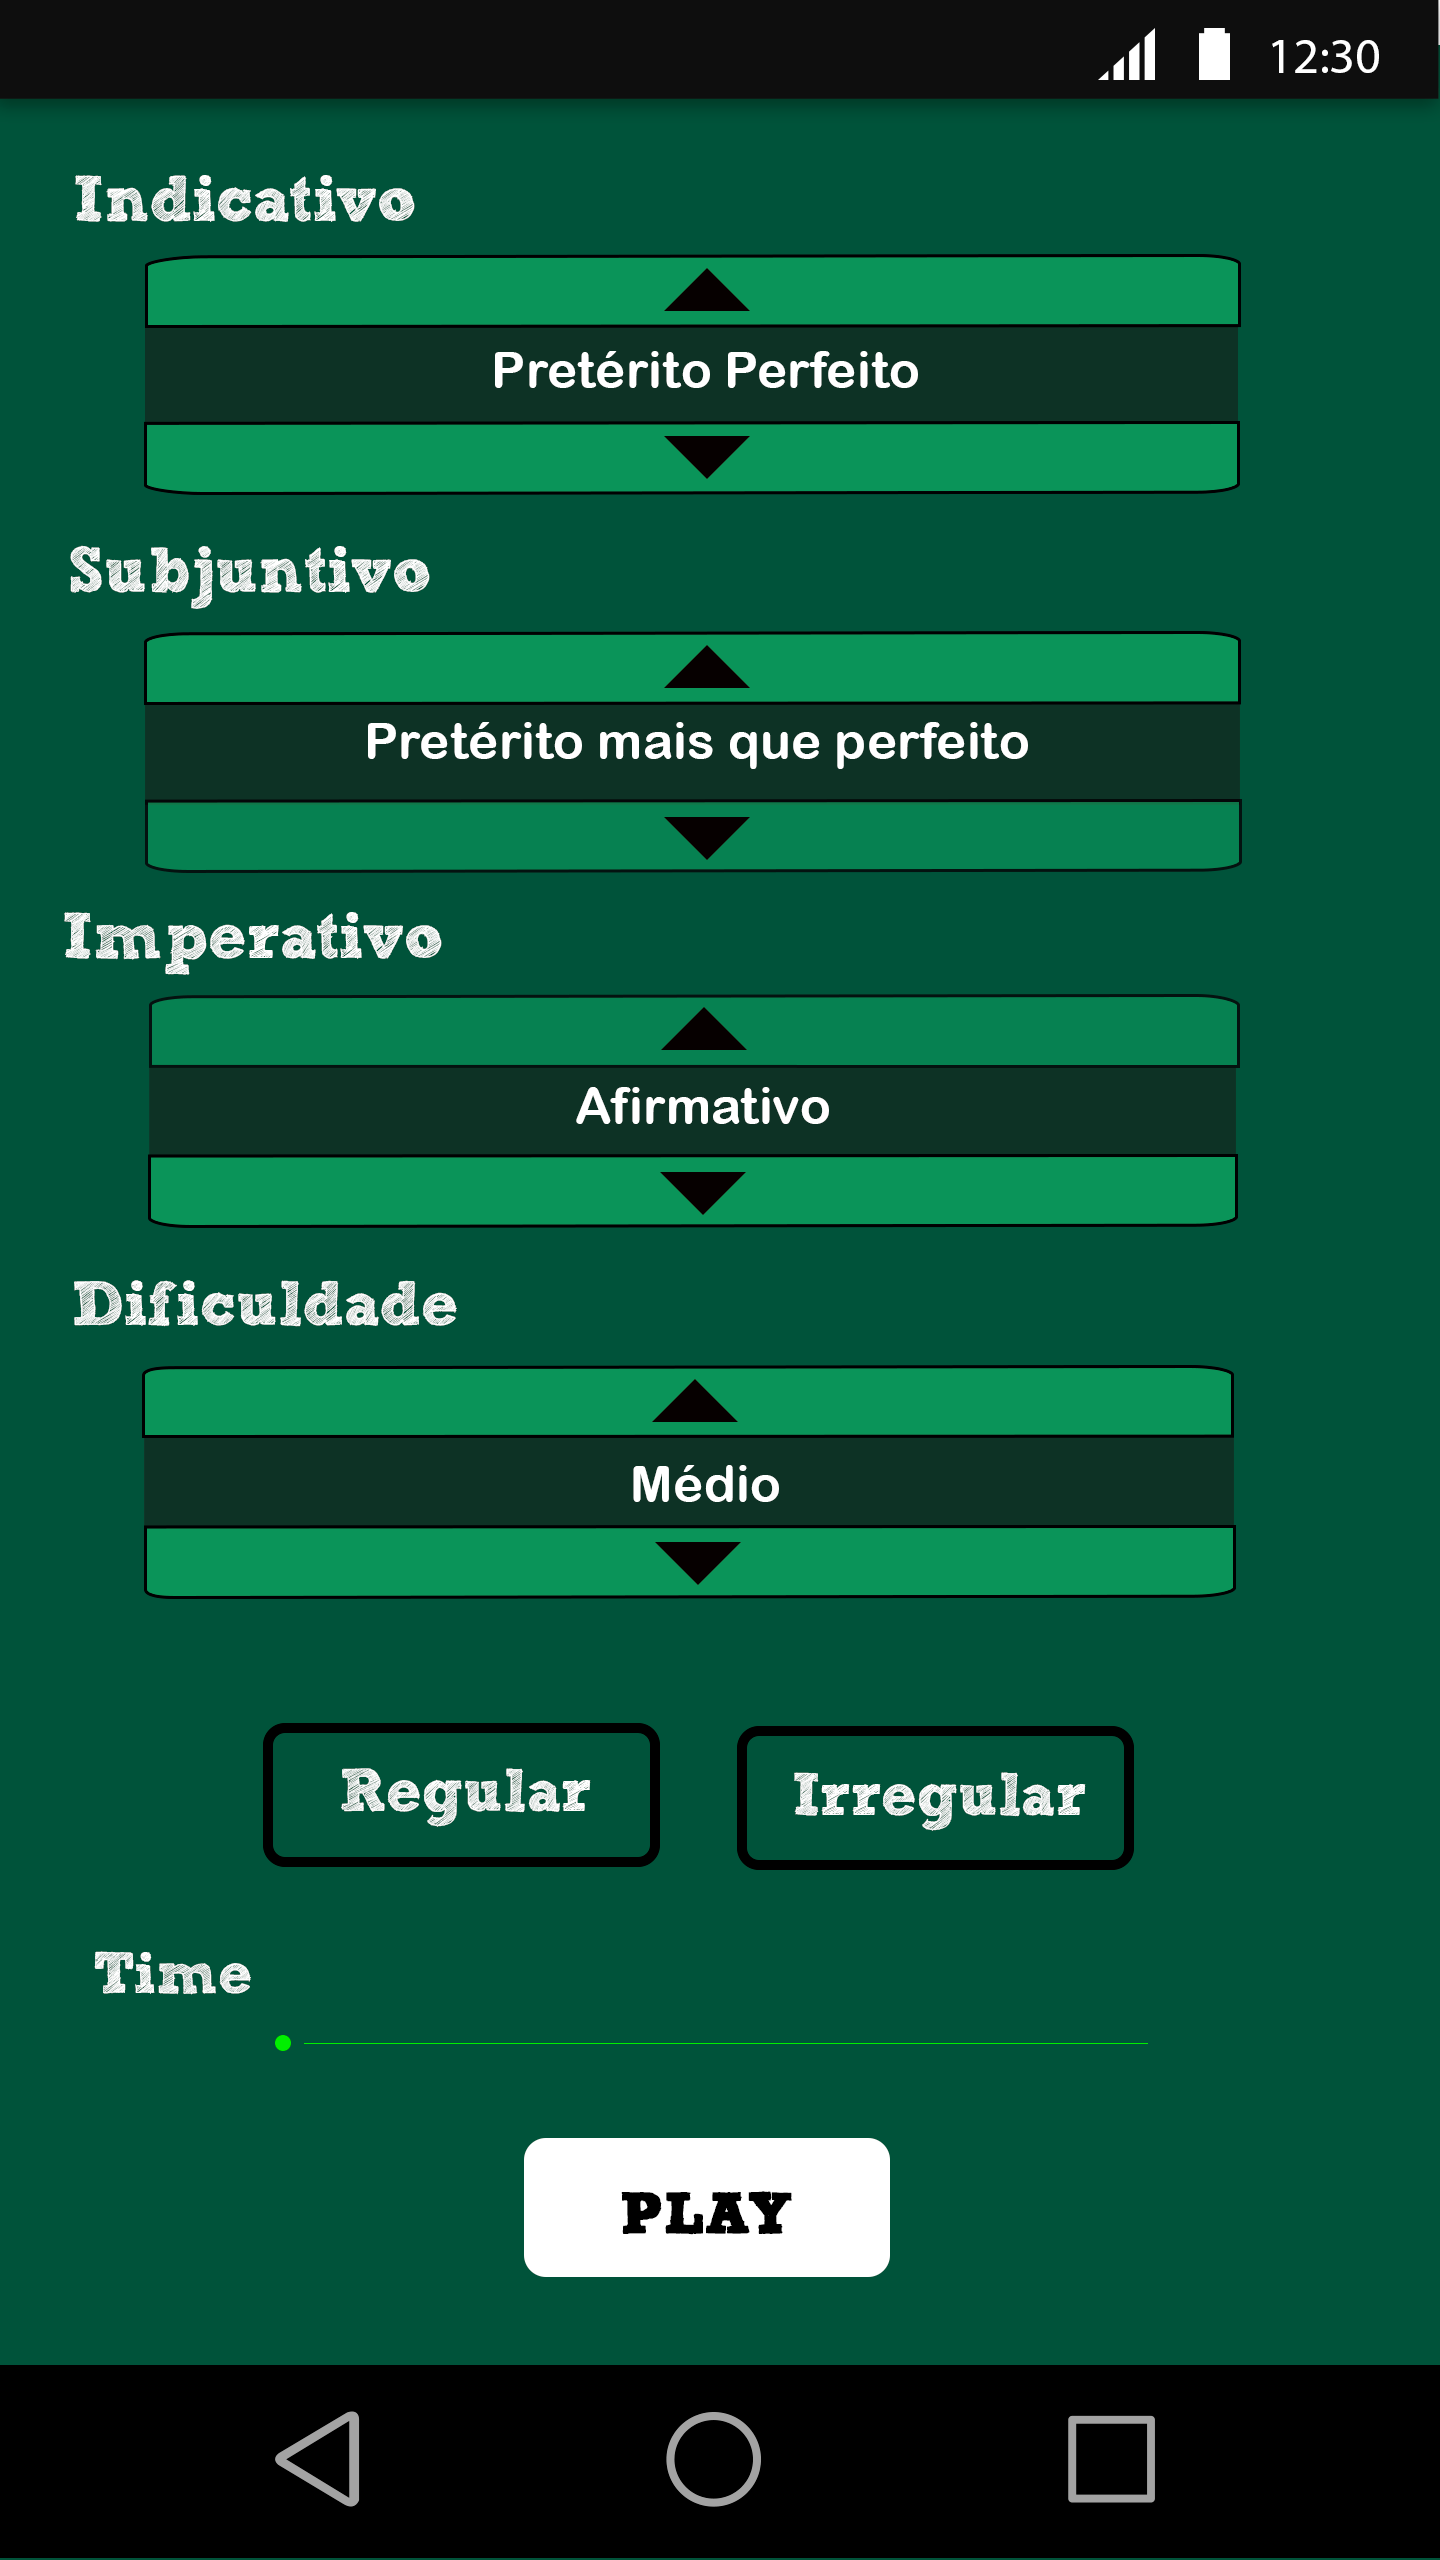 12:30
Indicativo
Pretérito Perfeito
Subjuntivo
Pretérito mais que perfeito
Imperativo
Afirmativo
Dificuldade
Médio
Regular
Irregular
Time
PLAY